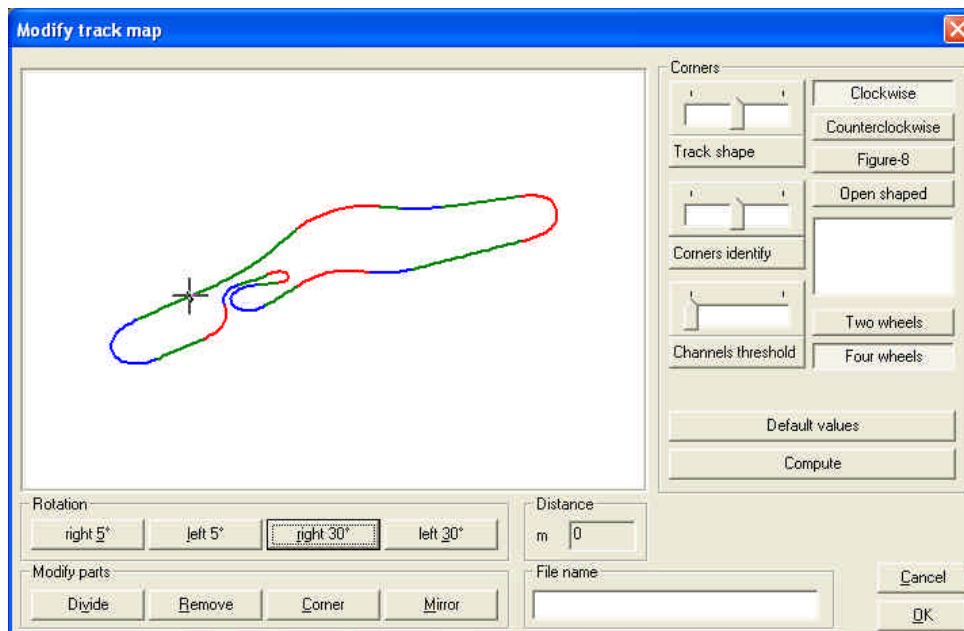 Modify track map
Corners
Clockwise
Counterclockwise
Track shape
Figure-8
Open shaped
Corners identify
Two wheels
Channels threshold
Four wheels
Default values
Compute
Rotation
right 5°
left 5°
right 30°
left 30°
Distance
m 0
Modify parts
Divide
Remove
Corner
Mirror
File name
Cancel
OK